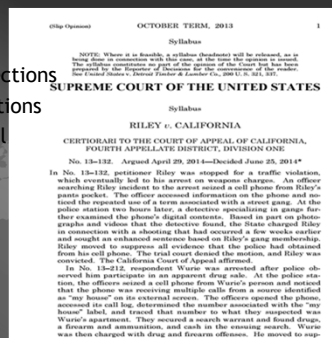 ctions
ions
l
(Slip Opinion) OCTOBER TERM, 2013 1
Syllabus
NOTE: Where it is feasible, a syllabus (headnote) will be released, as is
being done in connection with this case, at the time the opinion is issued.
The syllabus constitutes no part of the opinion of the Court but has been
prepared by the Reporter of Decisions for the convenience of the reader.
See United States v. Detroit Timber & Lumber Co., 200 U. S. 321, 337.
SUPREME COURT OF THE UNITED STATES
Syllabus
RILEY v. CALIFORNIA
CERTIORARI TO THE COURT OF APPEAL OF CALIFORNIA,
FOURTH APPELLATE DISTRICT, DIVISION ONE
No. 13–132. Argued April 29, 2014—Decided June 25, 2014*
In No. 13–132, petitioner Riley was stopped for a traffic violation,
which eventually led to his arrest on weapons charges. An officer
searching Riley incident to the arrest seized a cell phone from Riley's
pants pocket. The officer accessed information on the phone and no-
ticed the repeated use of a term associated with a street gang. At the
police station two hours later, a detective specializing in gangs fur-
ther examined the phone's digital contents. Based in part on photo-
graphs and videos that the detective found, the State charged Riley
in connection with a shooting that had occurred a few weeks earlier
and sought an enhanced sentence based on Riley's gang membership.
Riley moved to suppress all evidence that the police had obtained
from his cell phone. The trial court denied the motion, and Riley was
convicted. The California Court of Appeal affirmed.
In No. 13–212, respondent Wurie was arrested after police ob-
served him participate in an apparent drug sale. At the police sta-
tion, the officers seized a cell phone from Wurie's person and noticed
that the phone was receiving multiple calls from a source identified
as "my house" on its external screen. The officers opened the phone,
accessed its call log, determined the number associated with the "my
house" label, and traced that number to what they suspected was
Wurie's apartment. They secured a search warrant and found drugs,
a firearm and ammunition, and cash in the ensuing search. Wurie
was then charged with drug and firearm offenses. He moved to sup-